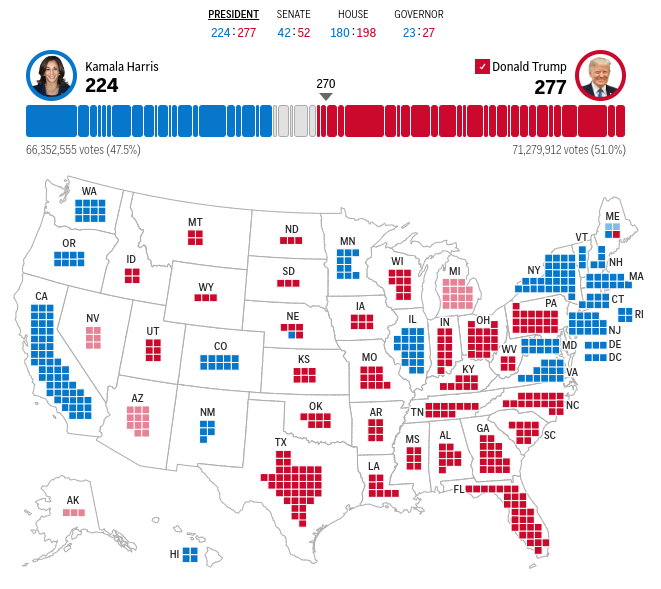 PRESIDENT SENATE HOUSE GOVERNOR
224:277 42:52 180:198 23:27
Kamala Harris
224
Donald Trump
277
270
66,352,555 votes (47.5%)
71,279,912 votes (51.0%)
WA
OR
CA
NV
ID
MT
WY
UT
AZ
CO
NM
ND
SD
NE
KS
OK
TX
MN
IA
MO
AR
LA
WI
IL
MI
IN
OH
KY
TN
MS
AL
GA
FL
SC
NC
WV
VA
PA
NY
VT
ME
NH
MA
CT
RI
NJ
MD
DE
DC
AK
HI